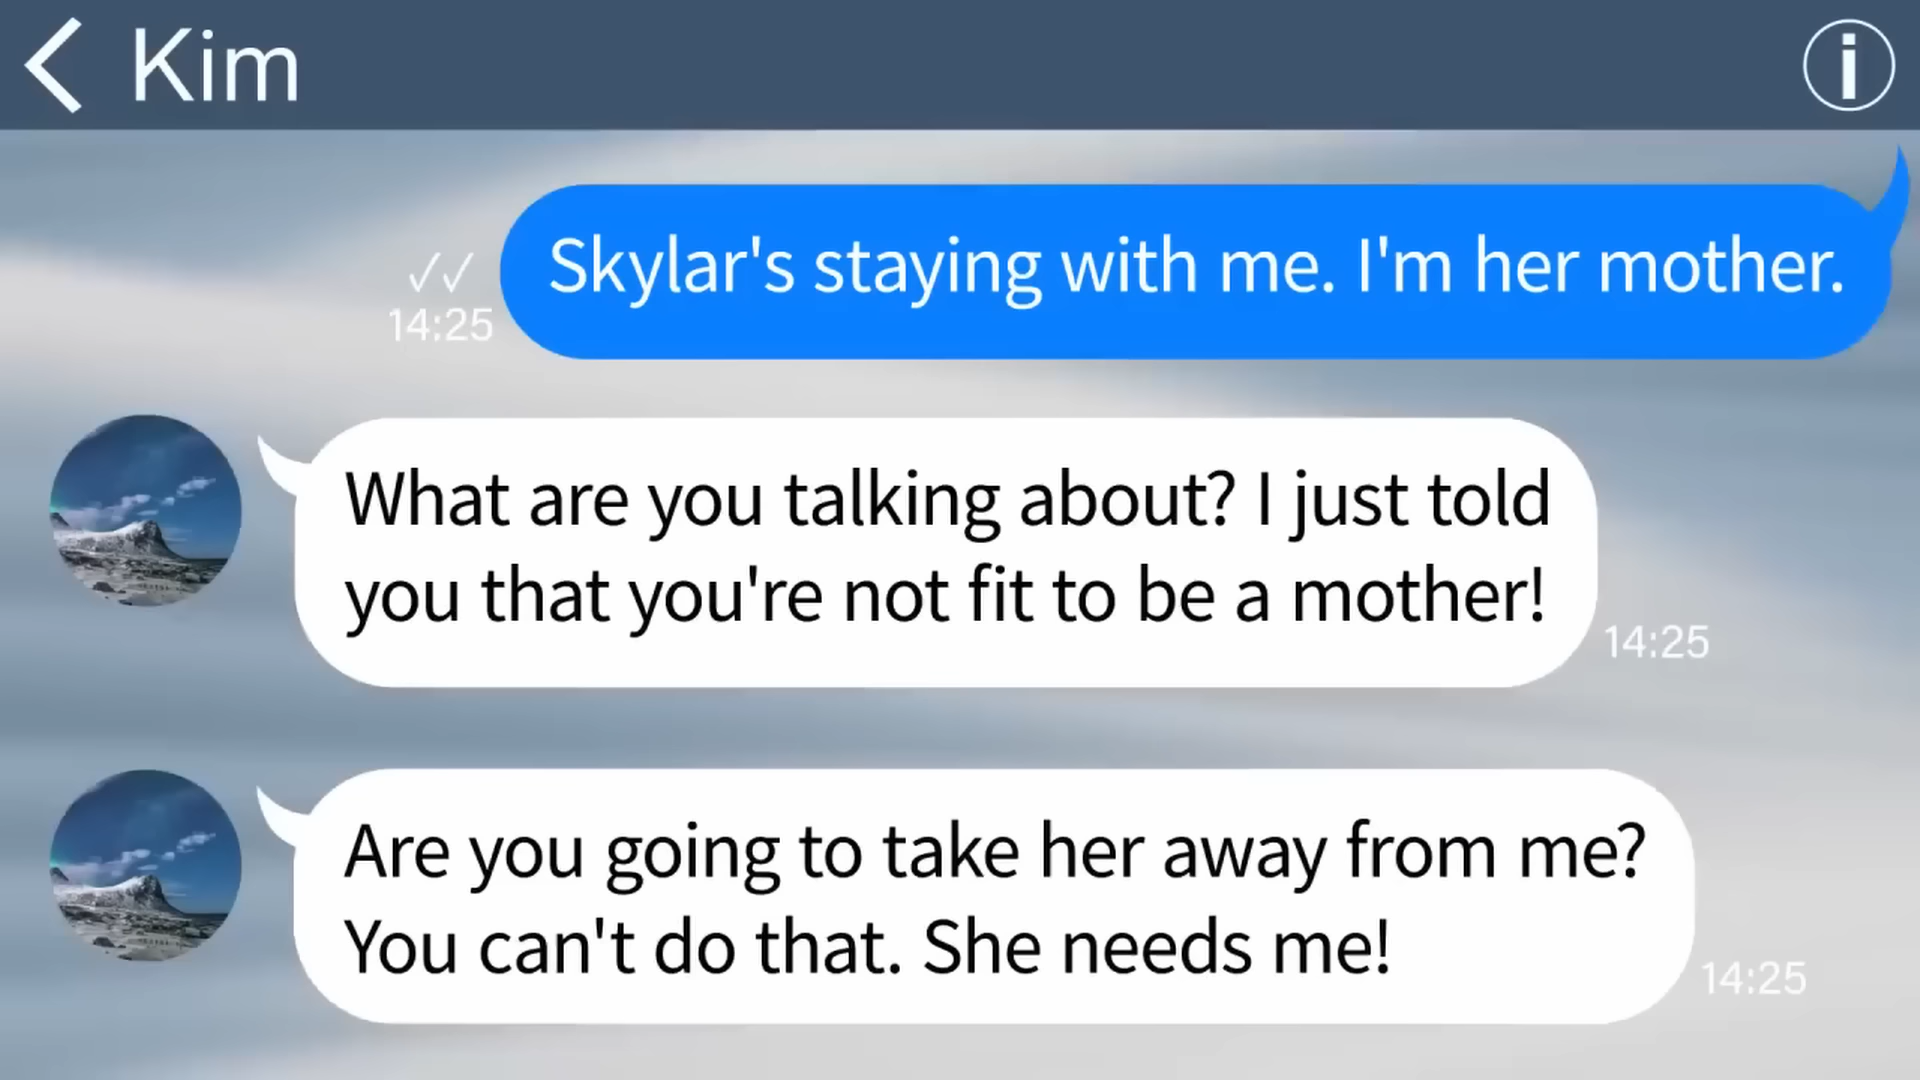 Kim
Skylar's staying with me. I'm her mother.
14:25
What are you talking about? I just told
you that you're not fit to be a mother!
14:25
Are you going to take her away from me?
You can't do that. She needs me!
14:25